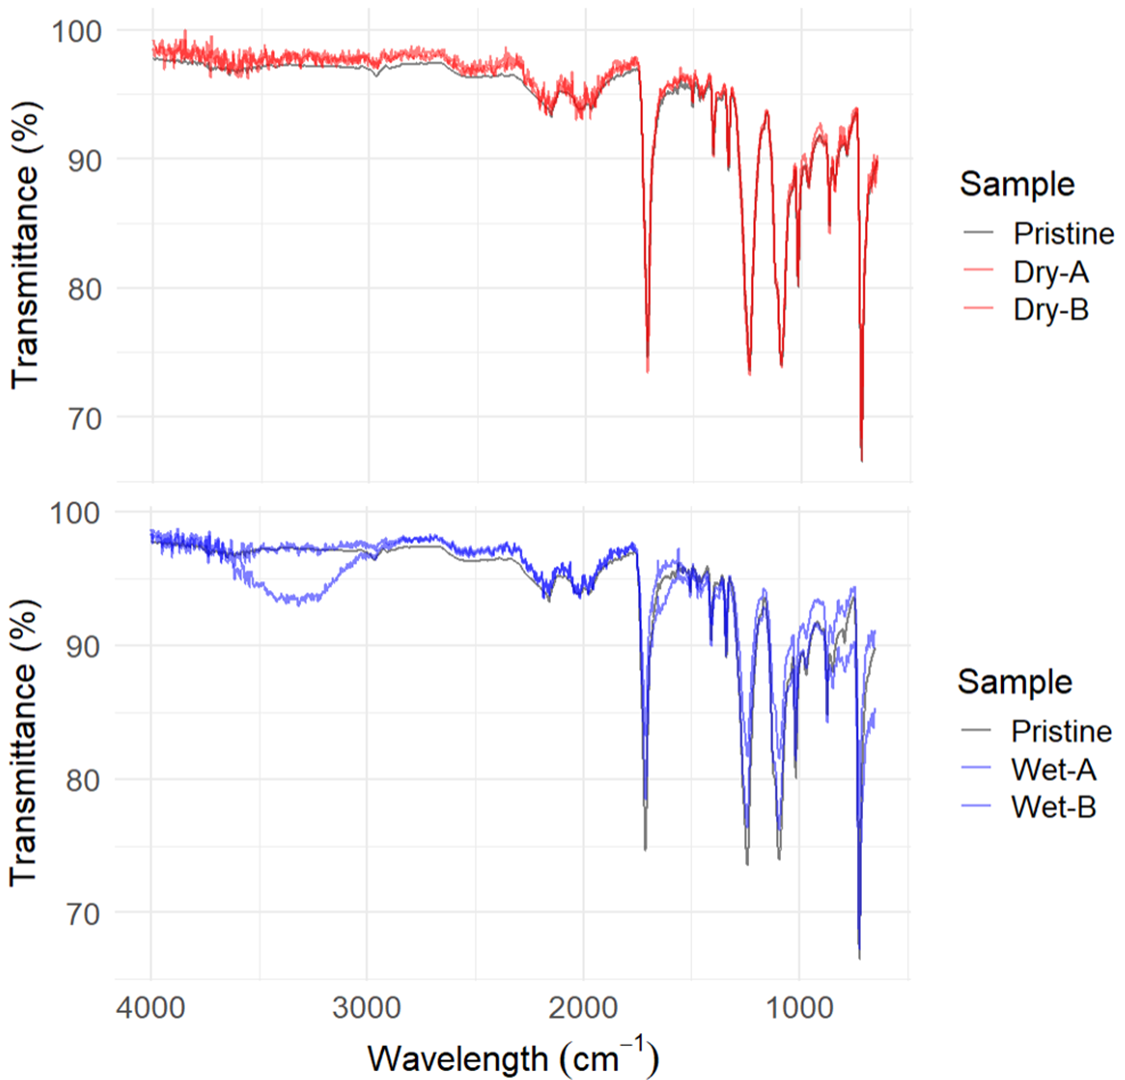 100
90
80
70
Transmittance (%)
Sample
Pristine
Dry-A
Dry-B
100
90
80
70
Transmittance (%)
Sample
Pristine
Wet-A
Wet-B
4000 3000 2000 1000
Wavelength (cm⁻¹)